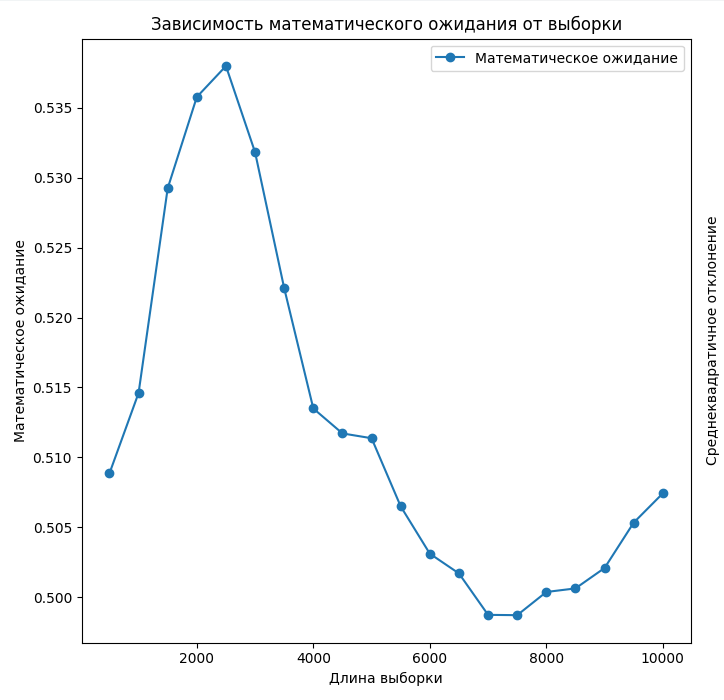 Зависимость математического ожидания от выборки
Математическое ожидание
Математическое ожидание
0.535
0.530
0.525
0.520
0.515
0.510
0.505
0.500
2000
4000
6000
8000
10000
Длина выборки
Среднеквадратичное отклонение